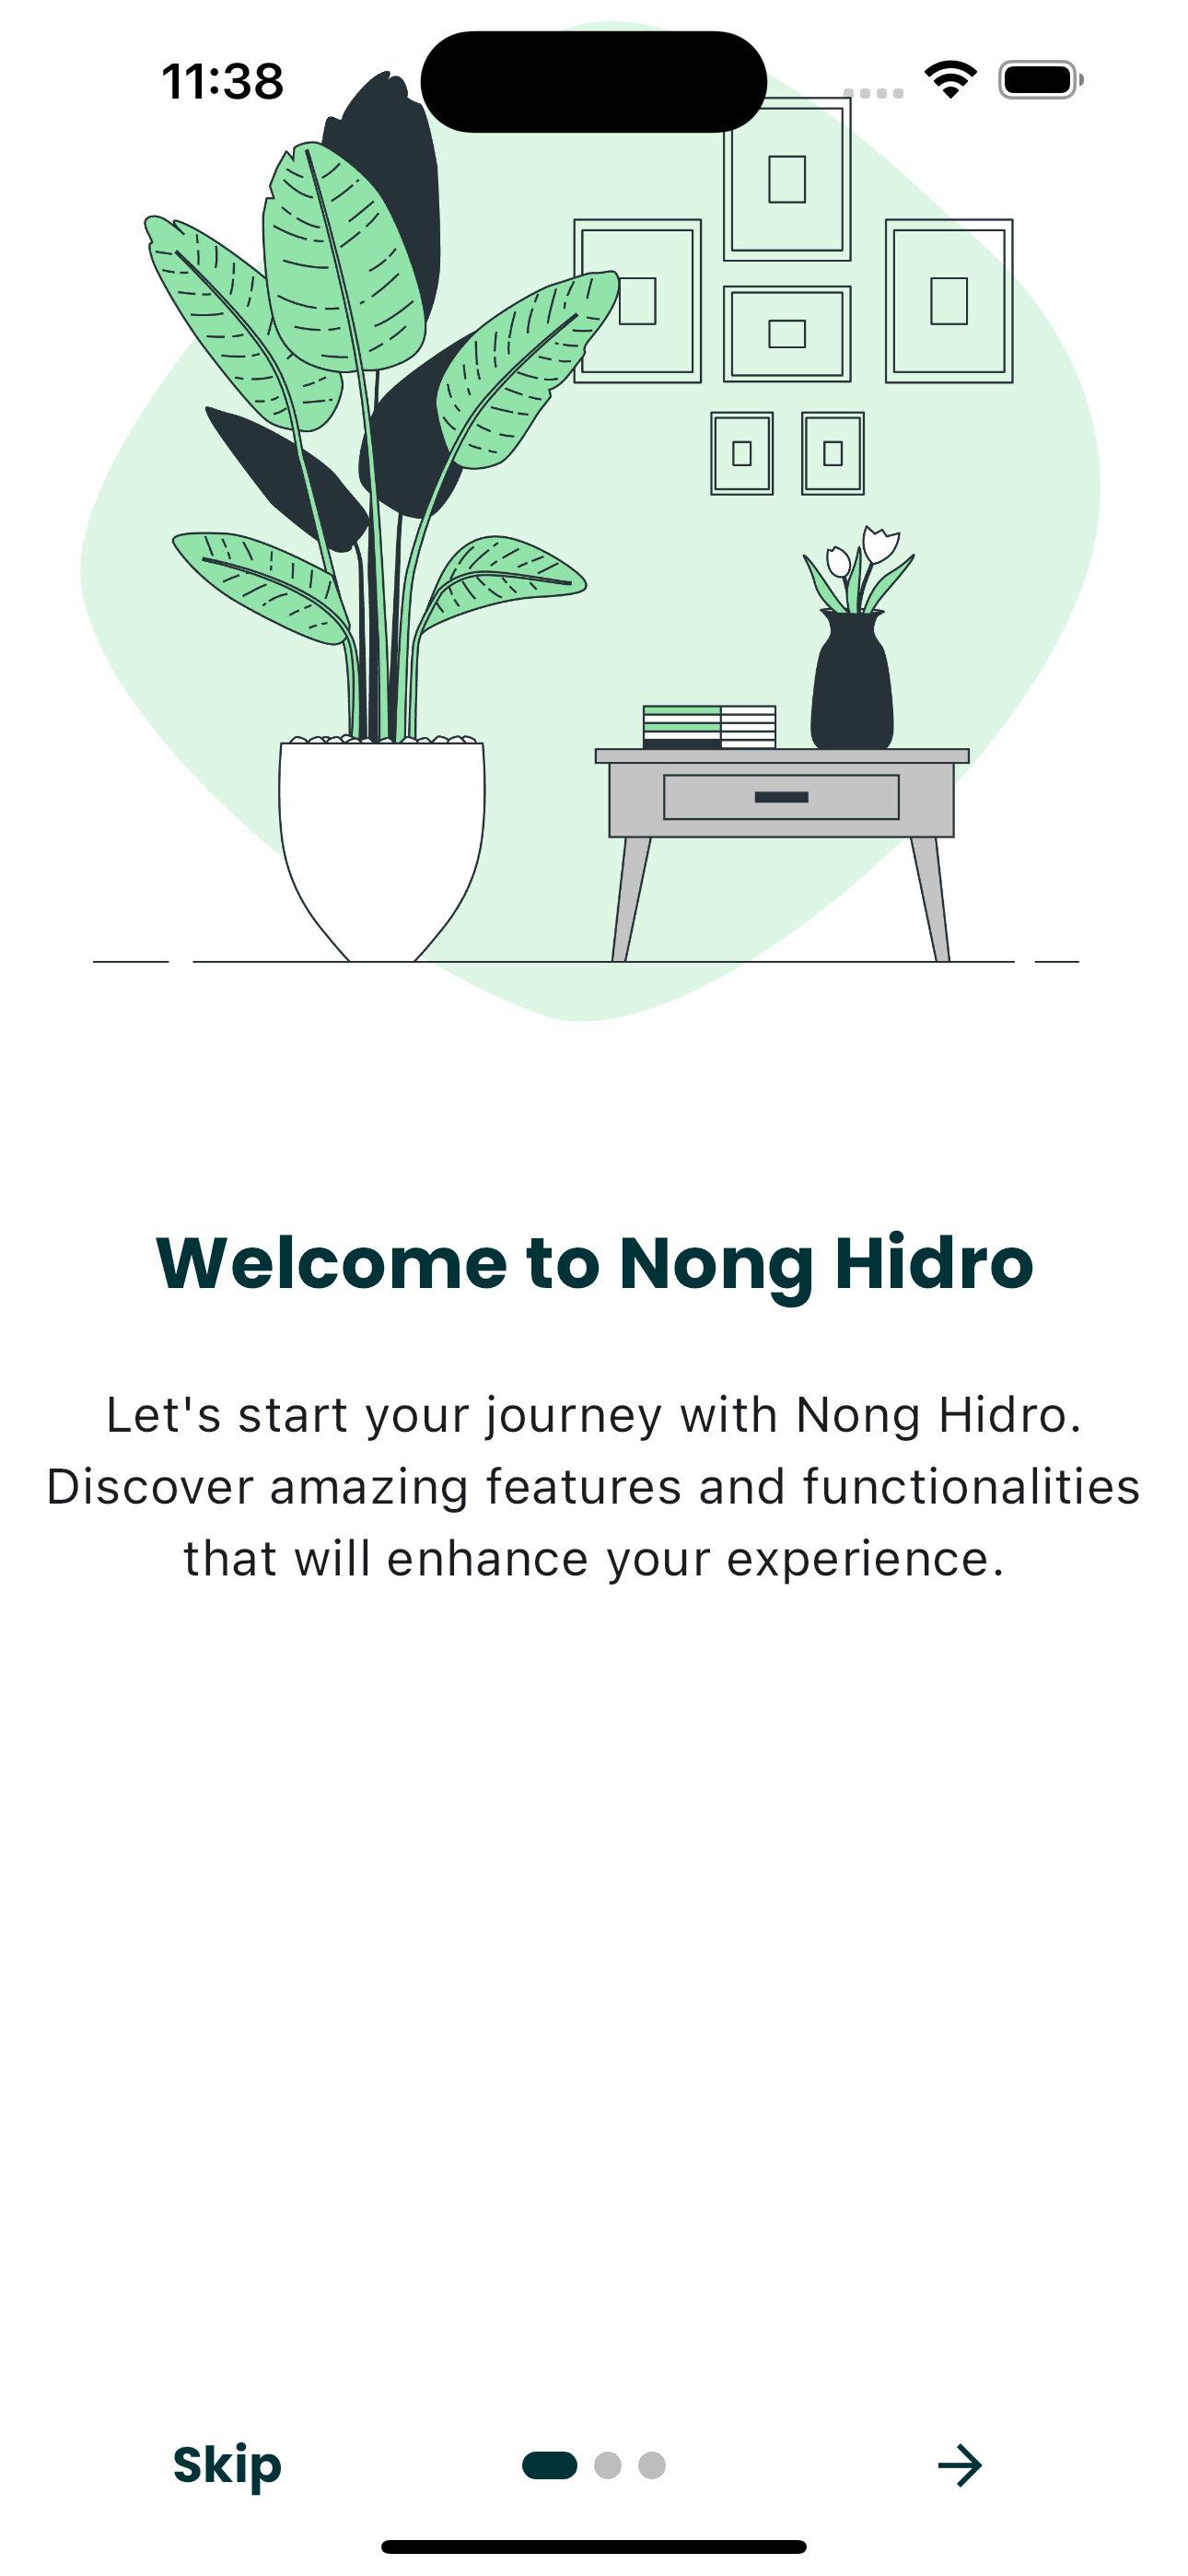 11:38
Welcome to Nong Hidro
Let's start your journey with Nong Hidro.
Discover amazing features and functionalities
that will enhance your experience.
Skip